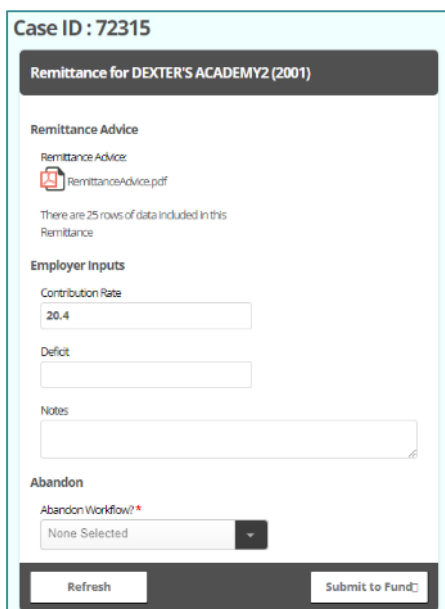 Case ID : 72315
Remittance for DEXTER'S ACADEMY2 (2001)
Remittance Advice
Remittance Advice:
RemittanceAdvice.pdf
There are 25 rows of data included in this
Remittance
Employer Inputs
Contribution Rate
20.4
Deficit
Notes
Abandon
Abandon Workflow? *
None Selected
Refresh
Submit to Fund